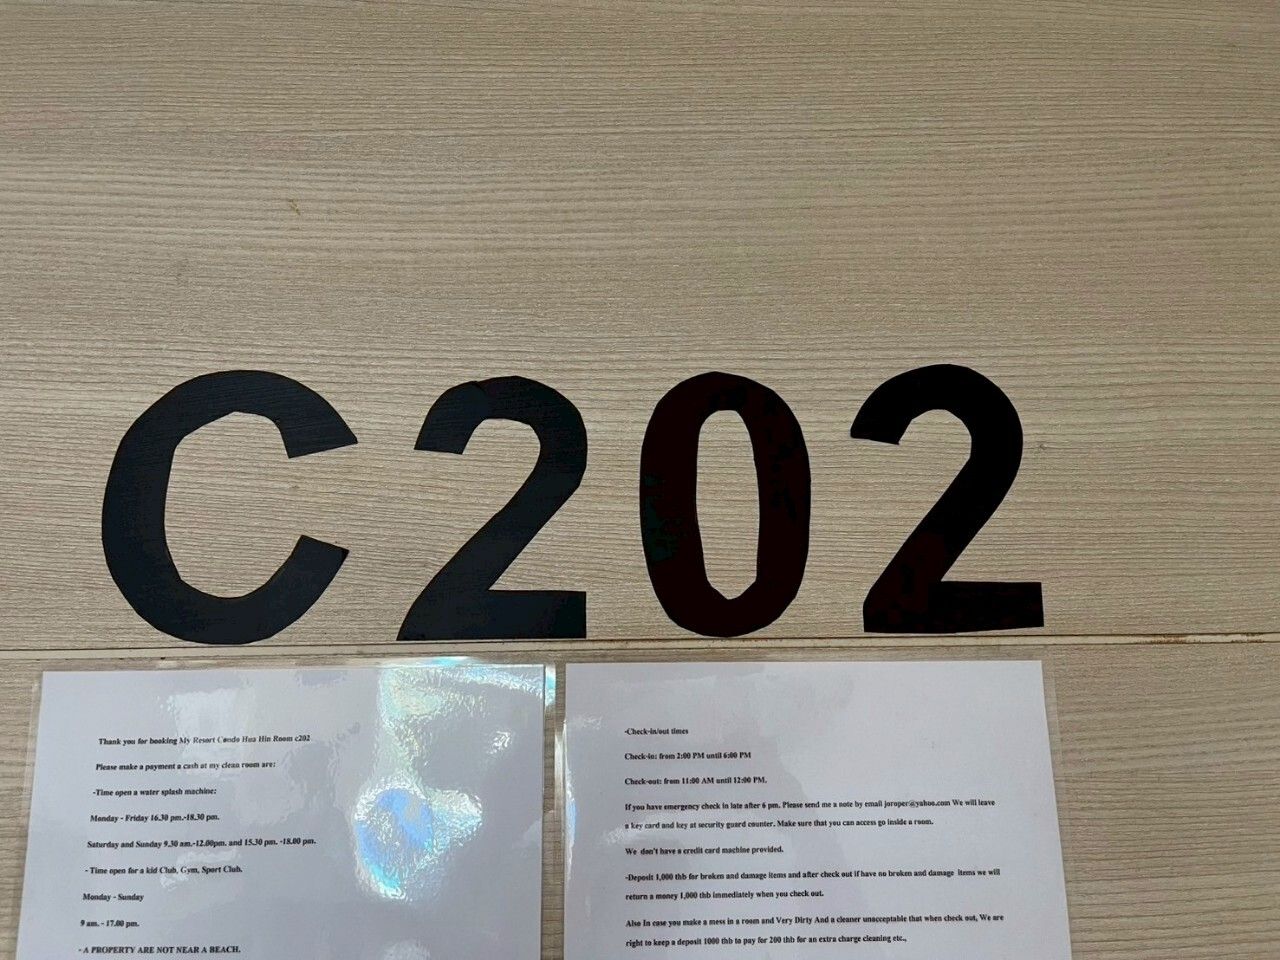 C202
Thank you for booking My Resort Condo Hua Hin Room c202
Please make a payment a cash at my clean room are:
-Time open a water splash machine:
Monday - Friday 16.30 pm.-18.30 pm.
Saturday and Sunday 9.30 am.-12.00pm. and 15.30 pm. -18.00 pm.
- Time open for a kid Club, Gym, Sport Club.
Monday - Sunday
9 am. - 17.00 pm.
- A PROPERTY ARE NOT NEAR A BEACH.
-Check-in/out times
Check-in: from 2:00 PM until 6:00 PM
Check-out: from 11:00 AM until 12:00 PM.
If you have emergency check in late after 6 pm. Please send me a note by email joroper@yahoo.com We will leave
a key card and key at security guard counter. Make sure that you can access go inside a room.
We don't have a credit card machine provided.
-Deposit 1,000 thb for broken and damage items and after check out if have no broken and damage items we will
return a money 1,000 thb immediately when you check out.
Also In case you make a mess in a room and Very Dirty And a cleaner unacceptable that when check out, We are
right to keep a deposit 1000 thb to pay for 200 thb for an extra charge cleaning etc.,